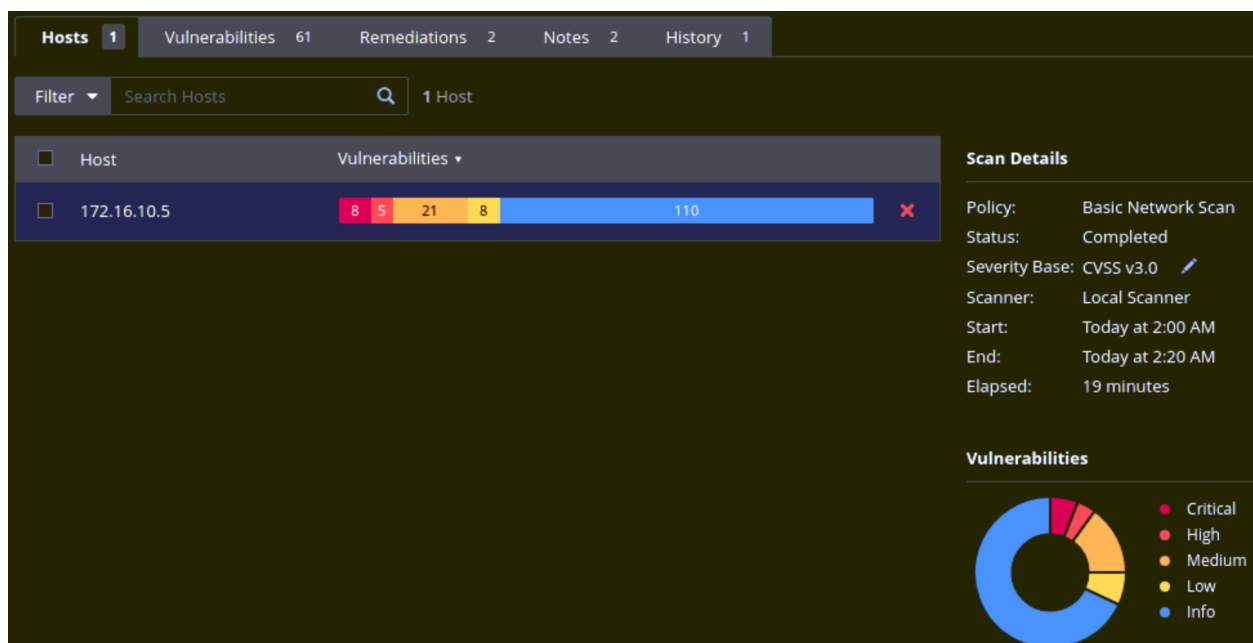 Hosts 1 Vulnerabilities 61 Remediations 2 Notes 2 History 1
Filter Search Hosts 1 Host
Host Vulnerabilities
172.16.10.5 8 5 21 8 110
Scan Details
Policy: Basic Network Scan
Status: Completed
Severity Base: CVSS v3.0
Scanner: Local Scanner
Start: Today at 2:00 AM
End: Today at 2:20 AM
Elapsed: 19 minutes
Vulnerabilities
Critical
High
Medium
Low
Info